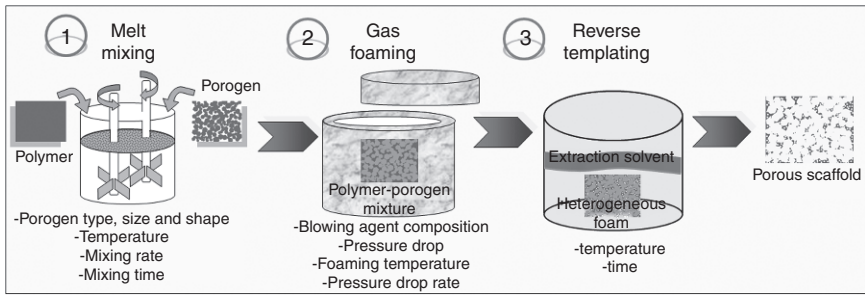 1
Melt
mixing
Polymer
Porogen
-Porogen type, size and shape
-Temperature
-Mixing rate
-Mixing time
2
Gas
foaming
Polymer-porogen
mixture
-Blowing agent composition
-Pressure drop
-Foaming temperature
-Pressure drop rate
3
Reverse
templating
Extraction solvent
Heterogeneous
foam
-temperature
-time
Porous scaffold